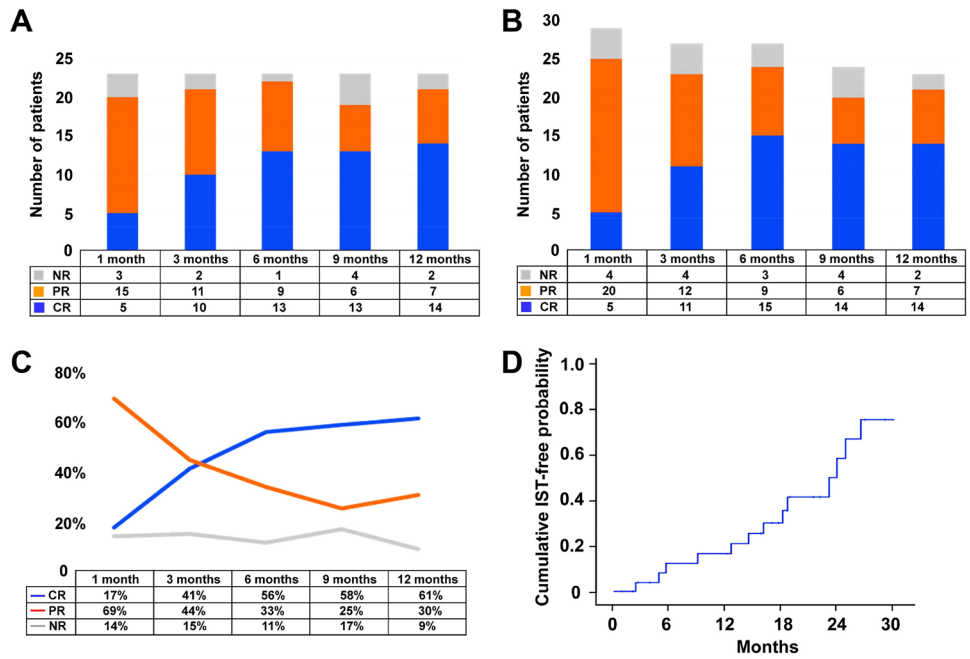 A
Number of patients
25
20
15
10
5
0
1 month 3 months 6 months 9 months 12 months
NR 3 2 1 4 2
PR 15 11 9 6 7
CR 5 10 13 13 14
B
Number of patients
30
25
20
15
10
5
0
1 month 3 months 6 months 9 months 12 months
NR 4 4 3 4 2
PR 20 12 9 6 7
CR 5 11 15 14 14
C
80%
60%
40%
20%
0
1 month 3 months 6 months 9 months 12 months
CR 17% 41% 56% 58% 61%
PR 69% 44% 33% 25% 30%
NR 14% 15% 11% 17% 9%
D
Cumulative IST-free probability
1.0
0.8
0.6
0.4
0.2
0
0 6 12 18 24 30
Months